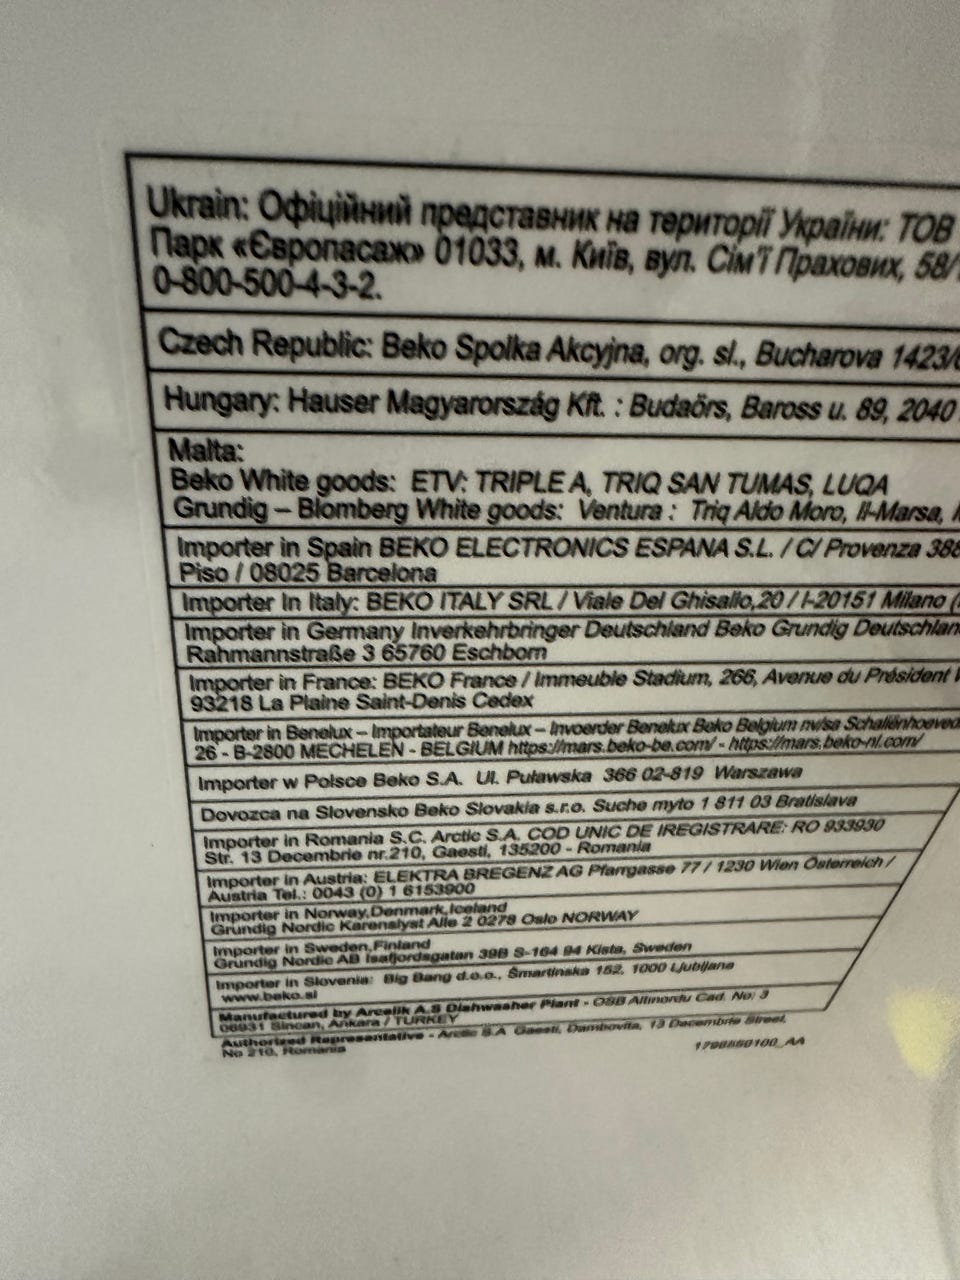 Ukrain: Офіційний представник на території України: ТОВ
Парк «Європасаж» 01033, м. Київ, вул. Сім'ї Прахових, 58/
0-800-500-4-3-2.
Czech Republic: Beko Spolka Akcyjna, org. sl., Bucharova 1423/
Hungary: Hauser Magyarország Kft. : Budaörs, Baross u. 89, 2040
Malta:
Beko White goods: ETV: TRIPLE A, TRIQ SAN TUMAS, LUQA
Grundig – Blomberg White goods: Ventura : Triq Aldo Moro, Il-Marsa,
Importer in Spain BEKO ELECTRONICS ESPANA S.L. / C/ Provenza 388
Piso / 08025 Barcelona
Importer In Italy: BEKO ITALY SRL / Viale Del Ghisallo,20 / I-20151 Milano (
Importer in Germany Inverkehrbringer Deutschland Beko Grundig Deutschlan
Rahmannstraße 3 65760 Eschborn
Importer in France: BEKO France / Immeuble Stadium, 266, Avenue du Président
93218 La Plaine Saint-Denis Cedex
Importer in Benelux – Importateur Benelux – Invoerder Benelux Beko Belgium nv/sa Schaliënhoeved
26 - B-2800 MECHELEN - BELGIUM https://mars.beko-be.com/ - https://mars.beko-nl.com/
Importer w Polsce Beko S.A. Ul. Puławska 366 02-819 Warszawa
Dovozca na Slovensko Beko Slovakia s.r.o. Suche myto 1 811 03 Bratislava
Importer in Romania S.C. Arctic S.A. COD UNIC DE IREGISTRARE: RO 933930
Str. 13 Decembrie nr.210, Gaesti, 135200 - Romania
Importer in Austria: ELEKTRA BREGENZ AG Pfarrgasse 77 / 1230 Wien Österreich /
Austria Tel.: 0043 (0) 1 6153900
Importer in Norway,Denmark,Iceland
Grundig Nordic Karenslyst Alle 2 0278 Oslo NORWAY
Importer in Sweden,Finland
Grundig Nordic AB Isafjordsgatan 39B S-164 94 Kista, Sweden
Importer in Slovenia: Big Bang d.o.o., Šmartinska 152, 1000 Ljubljana
www.beko.si
Manufactured by Arcelik A.S Dishwasher Plant - OSB Altinordu Cad. No: 3
06931 Sincan, Ankara / TURKEY
Authorized Representative - Arctic S.A Gaesti, Dambovita, 13 Decembrie Street,
No 210, Romania